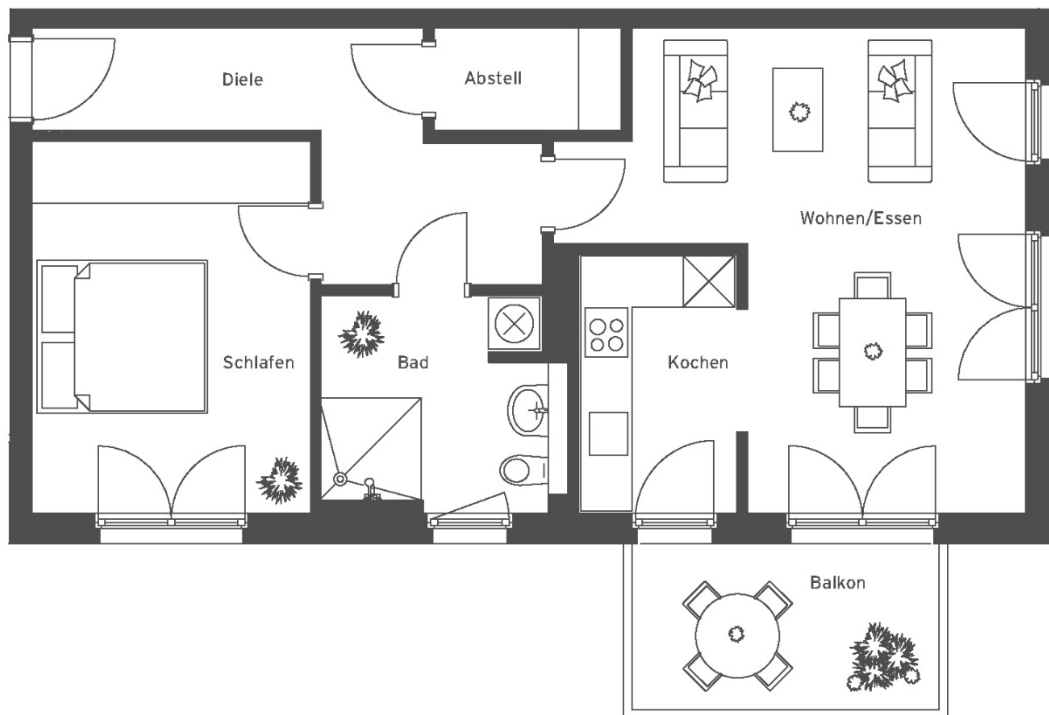 Diele
Abstell
Wohnen/Essen
Schlafen
Bad
Kochen
Balkon